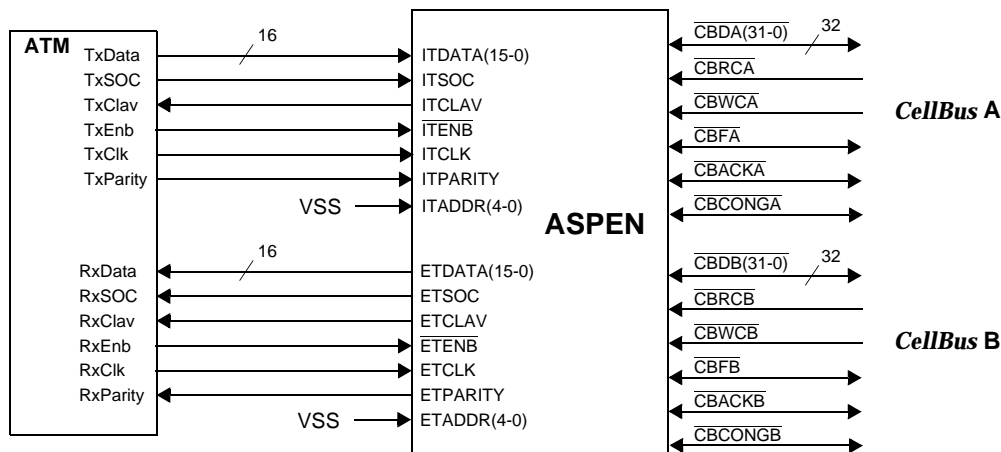 ATM
TxData
TxSOC
TxClav
TxEnb
TxClk
TxParity
RxData
RxSOC
RxClav
RxEnb
RxClk
RxParity
16
VSS
16
VSS
ITDATA(15-0)
ITSOC
ITCLAV
ITENB
ITCLK
ITPARITY
ITADDR(4-0)
ASPEN
ETDATA(15-0)
ETSOC
ETCLAV
ETENB
ETCLK
ETPARITY
ETADDR(4-0)
CBDA(31-0) 32
CBRCA
CBWCA
CBFA
CBACKA
CBCONGA
CellBus A
CBDB(31-0) 32
CBRCB
CBWCB
CBFB
CBACKB
CBCONGB
CellBus B